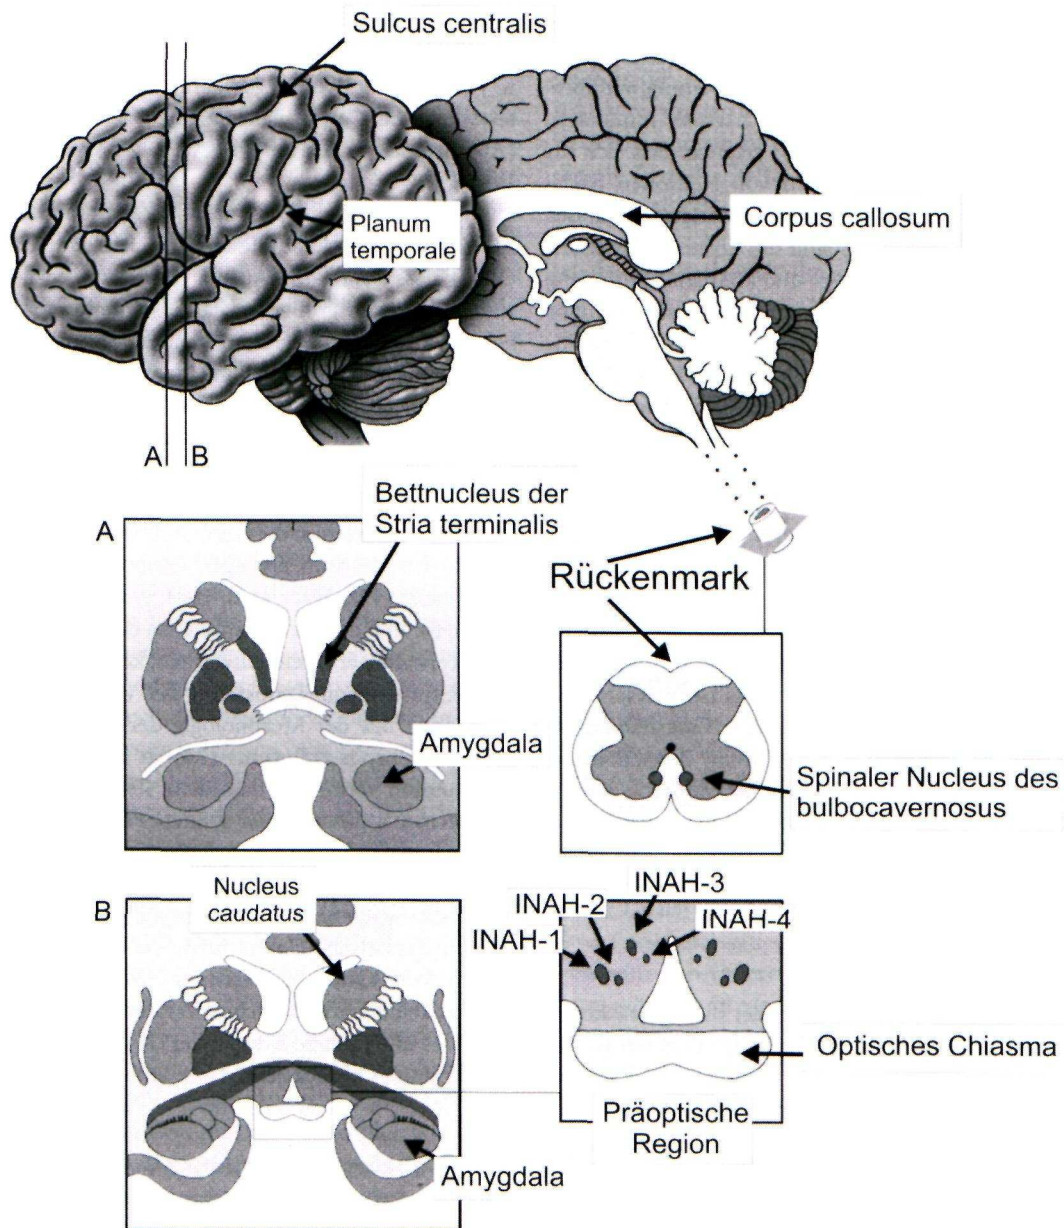 Sulcus centralis
Planum
temporale
Corpus callosum
A
B
Bettnucleus der
Stria terminalis
A
Rückenmark
Amygdala
Spinaler Nucleus des
bulbocavernosus
B
Nucleus
caudatus
INAH-3
INAH-2
INAH-4
INAH-1
Optisches Chiasma
Präoptische
Region
Amygdala